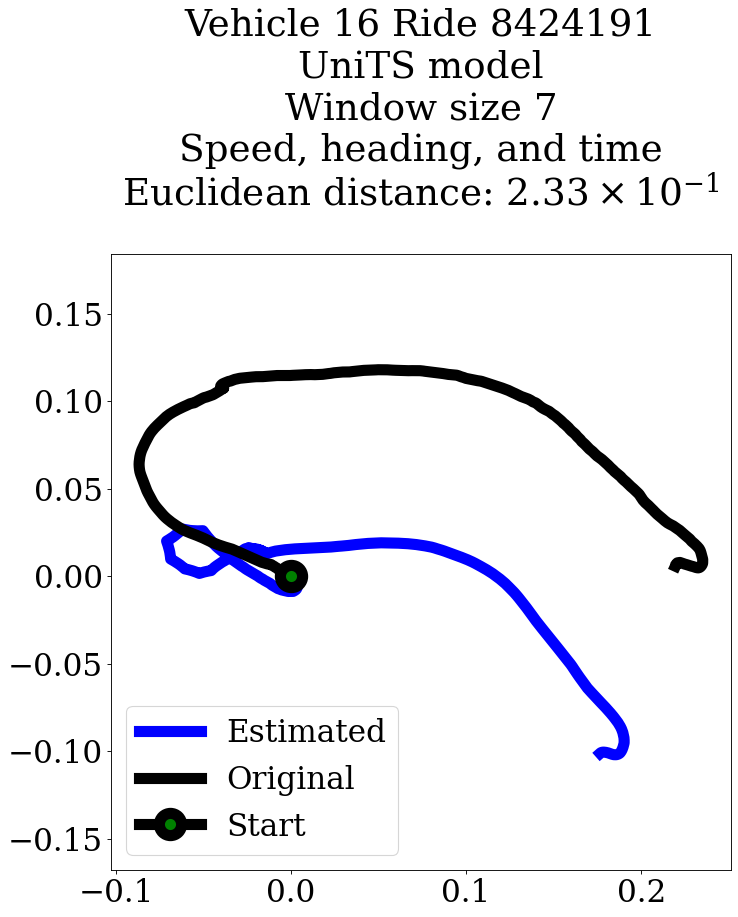 Vehicle 16 Ride 8424191
UniTS model
Window size 7
Speed, heading, and time
Euclidean distance: 2.33 × 10⁻¹
0.15
0.10
0.05
0.00
−0.05
−0.10
−0.15
Estimated
Original
Start
−0.1
0.0
0.1
0.2